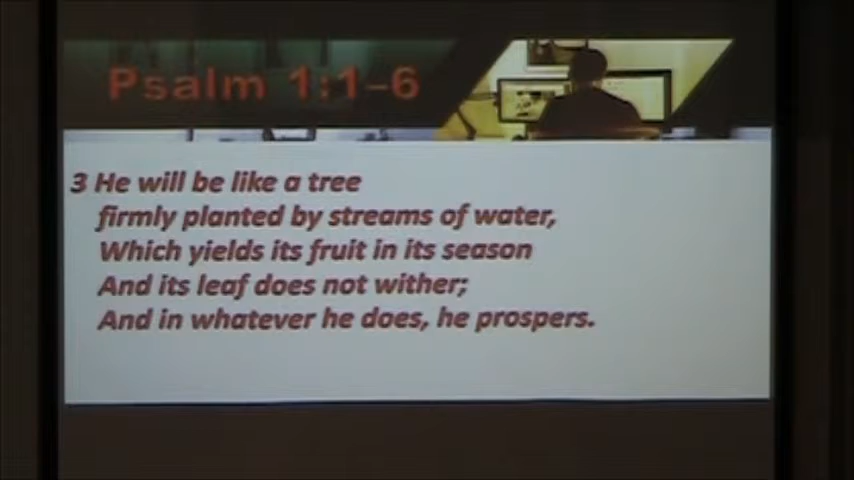 Psalm 1:1-6
3 He will be like a tree
firmly planted by streams of water,
Which yields its fruit in its season
And its leaf does not wither;
And in whatever he does, he prospers.